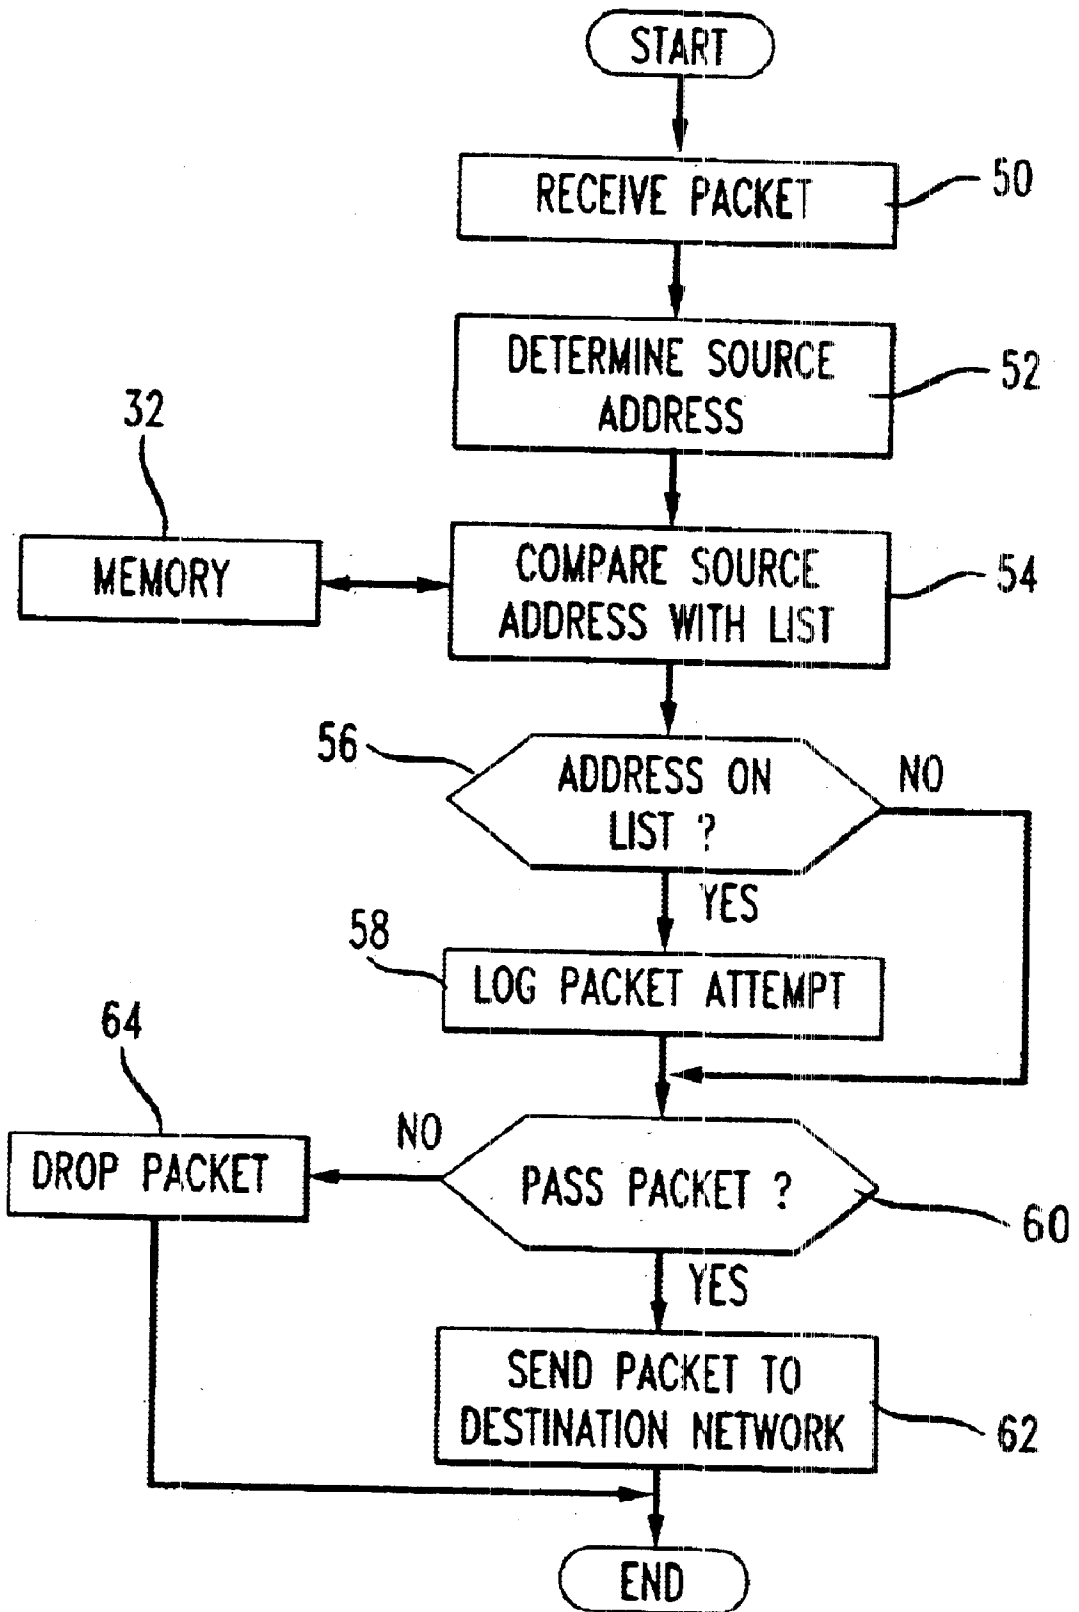 START
RECEIVE PACKET
50
DETERMINE SOURCE
ADDRESS
52
32
MEMORY
COMPARE SOURCE
ADDRESS WITH LIST
54
56
ADDRESS ON
LIST ?
NO
YES
58
LOG PACKET ATTEMPT
64
DROP PACKET
NO
PASS PACKET ?
60
YES
SEND PACKET TO
DESTINATION NETWORK
62
END